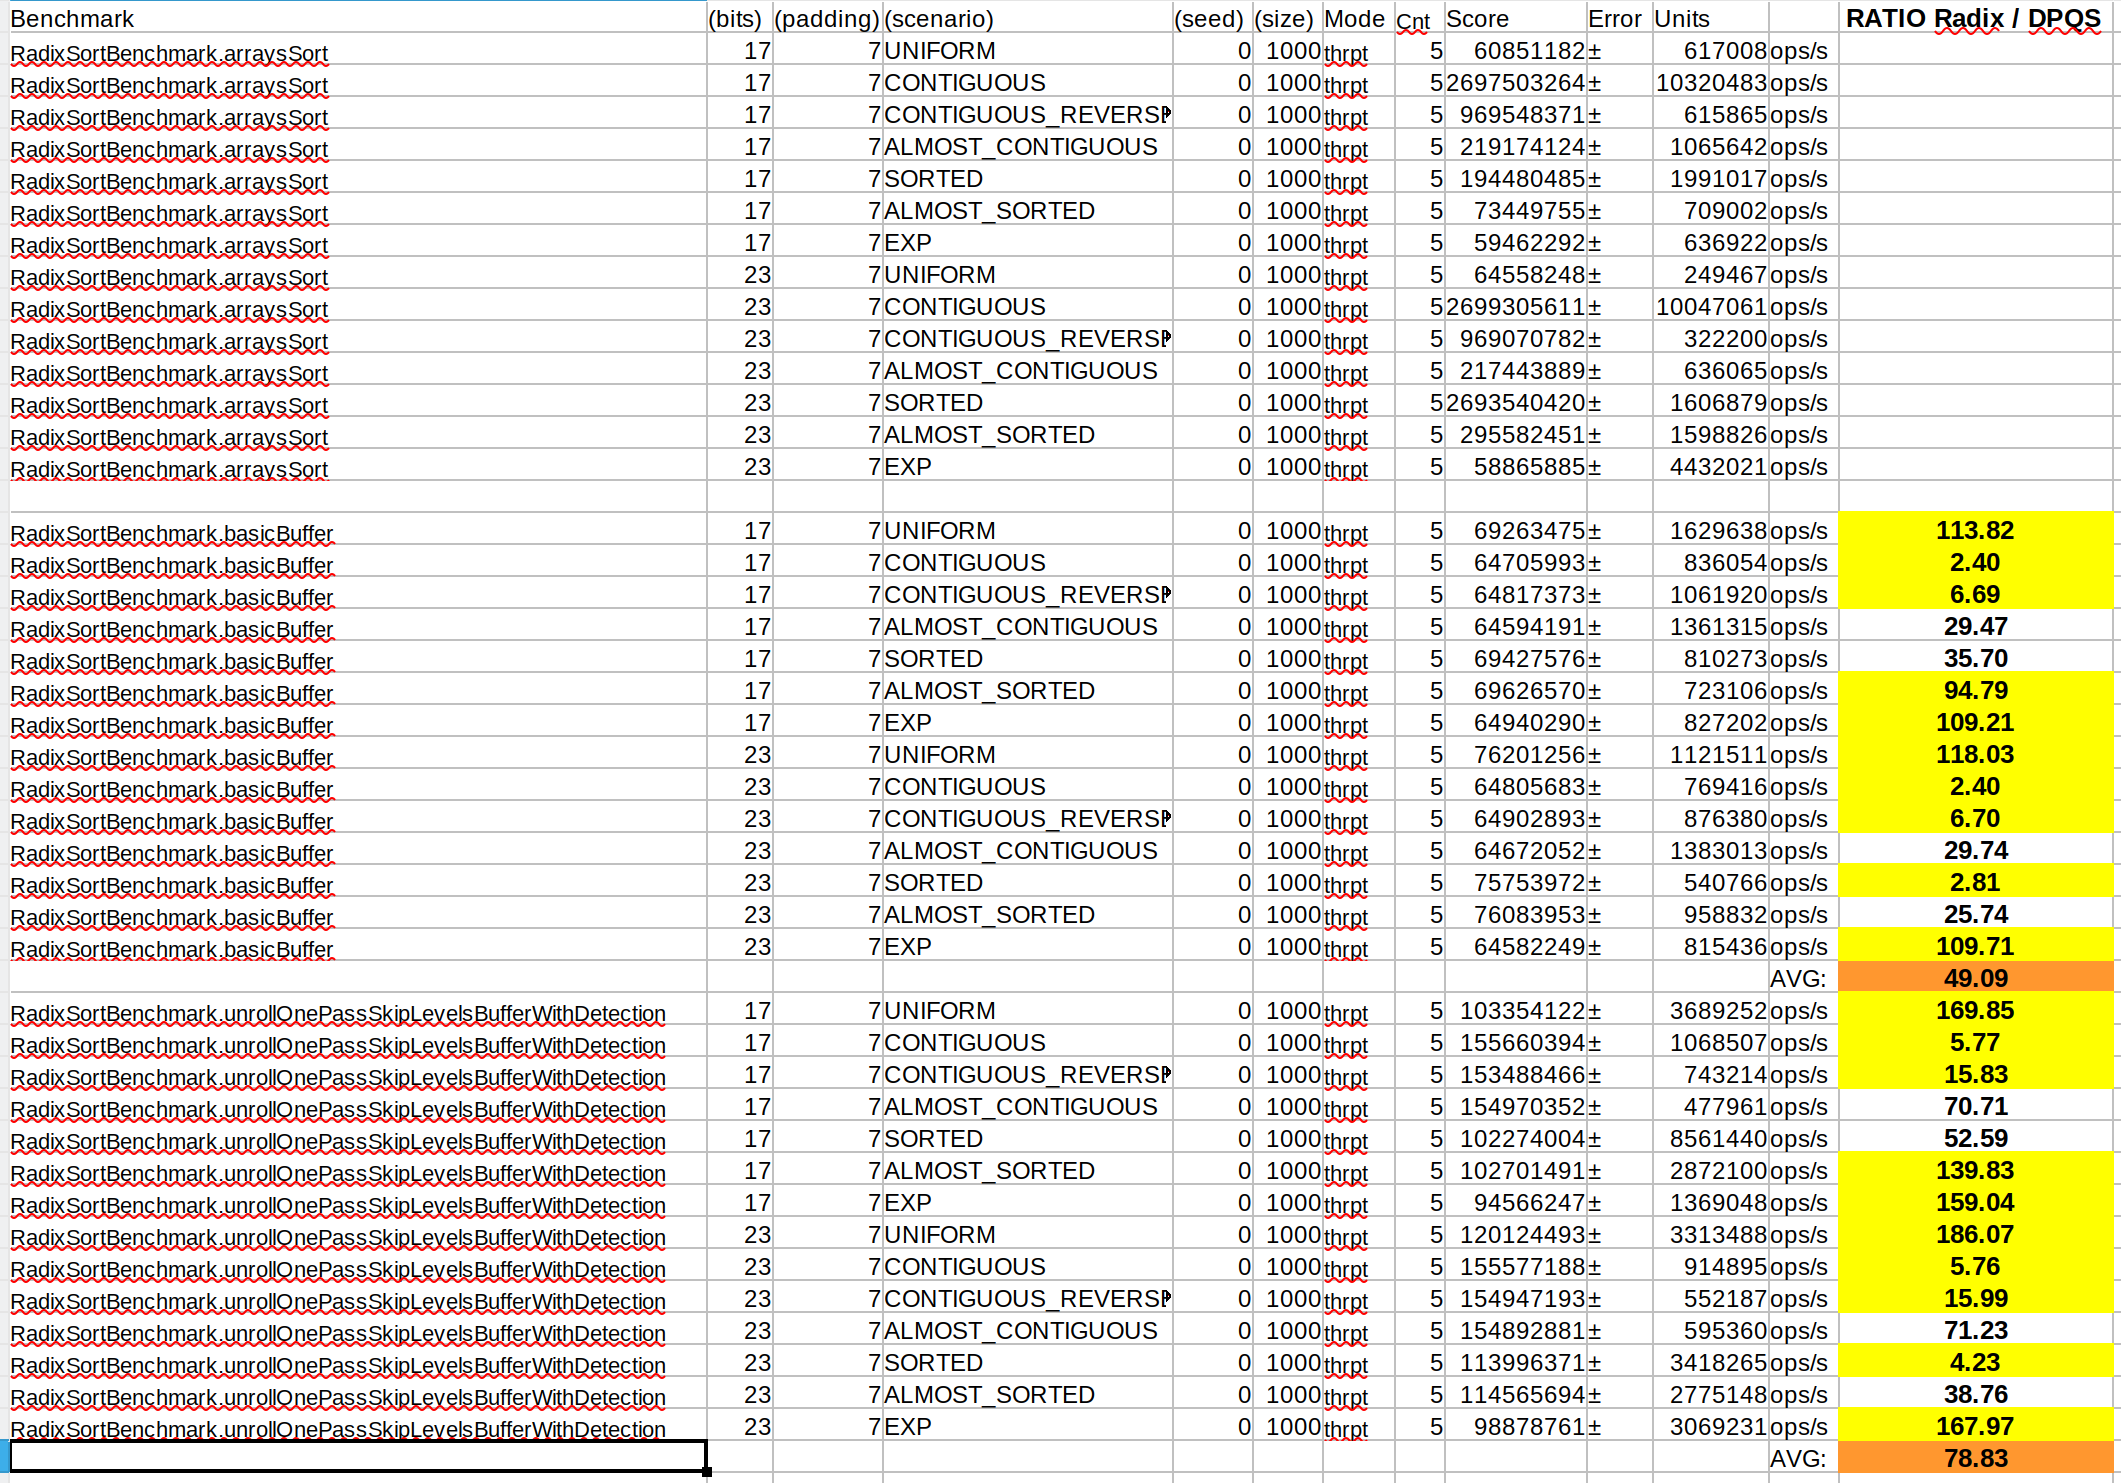 Benchmark (bits) (padding) (scenario) (seed) (size) Mode Cnt Score Error Units RATIO Radix / DPQS
RadixSortBenchmark.arraysSort 17 7 UNIFORM 0 1000 thrpt 5 60851182 ± 617008 ops/s
RadixSortBenchmark.arraysSort 17 7 CONTIGUOUS 0 1000 thrpt 5 2697503264 ± 10320483 ops/s
RadixSortBenchmark.arraysSort 17 7 CONTIGUOUS_REVERSE 0 1000 thrpt 5 969548371 ± 615865 ops/s
RadixSortBenchmark.arraysSort 17 7 ALMOST_CONTIGUOUS 0 1000 thrpt 5 219174124 ± 1065642 ops/s
RadixSortBenchmark.arraysSort 17 7 SORTED 0 1000 thrpt 5 194480485 ± 1991017 ops/s
RadixSortBenchmark.arraysSort 17 7 ALMOST_SORTED 0 1000 thrpt 5 73449755 ± 709002 ops/s
RadixSortBenchmark.arraysSort 17 7 EXP 0 1000 thrpt 5 59462292 ± 636922 ops/s
RadixSortBenchmark.arraysSort 23 7 UNIFORM 0 1000 thrpt 5 64558248 ± 249467 ops/s
RadixSortBenchmark.arraysSort 23 7 CONTIGUOUS 0 1000 thrpt 5 2699305611 ± 10047061 ops/s
RadixSortBenchmark.arraysSort 23 7 CONTIGUOUS_REVERSE 0 1000 thrpt 5 969070782 ± 322200 ops/s
RadixSortBenchmark.arraysSort 23 7 ALMOST_CONTIGUOUS 0 1000 thrpt 5 217443889 ± 636065 ops/s
RadixSortBenchmark.arraysSort 23 7 SORTED 0 1000 thrpt 5 2693540420 ± 1606879 ops/s
RadixSortBenchmark.arraysSort 23 7 ALMOST_SORTED 0 1000 thrpt 5 295582451 ± 1598826 ops/s
RadixSortBenchmark.arraysSort 23 7 EXP 0 1000 thrpt 5 58865885 ± 4432021 ops/s
RadixSortBenchmark.basicBuffer 17 7 UNIFORM 0 1000 thrpt 5 69263475 ± 1629638 ops/s 113.82
RadixSortBenchmark.basicBuffer 17 7 CONTIGUOUS 0 1000 thrpt 5 64705993 ± 836054 ops/s 2.40
RadixSortBenchmark.basicBuffer 17 7 CONTIGUOUS_REVERSE 0 1000 thrpt 5 64817373 ± 1061920 ops/s 6.69
RadixSortBenchmark.basicBuffer 17 7 ALMOST_CONTIGUOUS 0 1000 thrpt 5 64594191 ± 1361315 ops/s 29.47
RadixSortBenchmark.basicBuffer 17 7 SORTED 0 1000 thrpt 5 69427576 ± 810273 ops/s 35.70
RadixSortBenchmark.basicBuffer 17 7 ALMOST_SORTED 0 1000 thrpt 5 69626570 ± 723106 ops/s 94.79
RadixSortBenchmark.basicBuffer 17 7 EXP 0 1000 thrpt 5 64940290 ± 827202 ops/s 109.21
RadixSortBenchmark.basicBuffer 23 7 UNIFORM 0 1000 thrpt 5 76201256 ± 1121511 ops/s 118.03
RadixSortBenchmark.basicBuffer 23 7 CONTIGUOUS 0 1000 thrpt 5 64805683 ± 769416 ops/s 2.40
RadixSortBenchmark.basicBuffer 23 7 CONTIGUOUS_REVERSE 0 1000 thrpt 5 64902893 ± 876380 ops/s 6.70
RadixSortBenchmark.basicBuffer 23 7 ALMOST_CONTIGUOUS 0 1000 thrpt 5 64672052 ± 1383013 ops/s 29.74
RadixSortBenchmark.basicBuffer 23 7 SORTED 0 1000 thrpt 5 75753972 ± 540766 ops/s 2.81
RadixSortBenchmark.basicBuffer 23 7 ALMOST_SORTED 0 1000 thrpt 5 76083953 ± 958832 ops/s 25.74
RadixSortBenchmark.basicBuffer 23 7 EXP 0 1000 thrpt 5 64582249 ± 815436 ops/s 109.71
AVG: 49.09
RadixSortBenchmark.unrollOnePassSkipLevelsBufferWithDetection 17 7 UNIFORM 0 1000 thrpt 5 103354122 ± 3689252 ops/s 169.85
RadixSortBenchmark.unrollOnePassSkipLevelsBufferWithDetection 17 7 CONTIGUOUS 0 1000 thrpt 5 155660394 ± 1068507 ops/s 5.77
RadixSortBenchmark.unrollOnePassSkipLevelsBufferWithDetection 17 7 CONTIGUOUS_REVERSE 0 1000 thrpt 5 153488466 ± 743214 ops/s 15.83
RadixSortBenchmark.unrollOnePassSkipLevelsBufferWithDetection 17 7 ALMOST_CONTIGUOUS 0 1000 thrpt 5 154970352 ± 477961 ops/s 70.71
RadixSortBenchmark.unrollOnePassSkipLevelsBufferWithDetection 17 7 SORTED 0 1000 thrpt 5 102274004 ± 8561440 ops/s 52.59
RadixSortBenchmark.unrollOnePassSkipLevelsBufferWithDetection 17 7 ALMOST_SORTED 0 1000 thrpt 5 102701491 ± 2872100 ops/s 139.83
RadixSortBenchmark.unrollOnePassSkipLevelsBufferWithDetection 17 7 EXP 0 1000 thrpt 5 94566247 ± 1369048 ops/s 159.04
RadixSortBenchmark.unrollOnePassSkipLevelsBufferWithDetection 23 7 UNIFORM 0 1000 thrpt 5 120124493 ± 3313488 ops/s 186.07
RadixSortBenchmark.unrollOnePassSkipLevelsBufferWithDetection 23 7 CONTIGUOUS 0 1000 thrpt 5 155577188 ± 914895 ops/s 5.76
RadixSortBenchmark.unrollOnePassSkipLevelsBufferWithDetection 23 7 CONTIGUOUS_REVERSE 0 1000 thrpt 5 154947193 ± 552187 ops/s 15.99
RadixSortBenchmark.unrollOnePassSkipLevelsBufferWithDetection 23 7 ALMOST_CONTIGUOUS 0 1000 thrpt 5 154892881 ± 595360 ops/s 71.23
RadixSortBenchmark.unrollOnePassSkipLevelsBufferWithDetection 23 7 SORTED 0 1000 thrpt 5 113996371 ± 3418265 ops/s 4.23
RadixSortBenchmark.unrollOnePassSkipLevelsBufferWithDetection 23 7 ALMOST_SORTED 0 1000 thrpt 5 114565694 ± 2775148 ops/s 38.76
RadixSortBenchmark.unrollOnePassSkipLevelsBufferWithDetection 23 7 EXP 0 1000 thrpt 5 98878761 ± 3069231 ops/s 167.97
AVG: 78.83